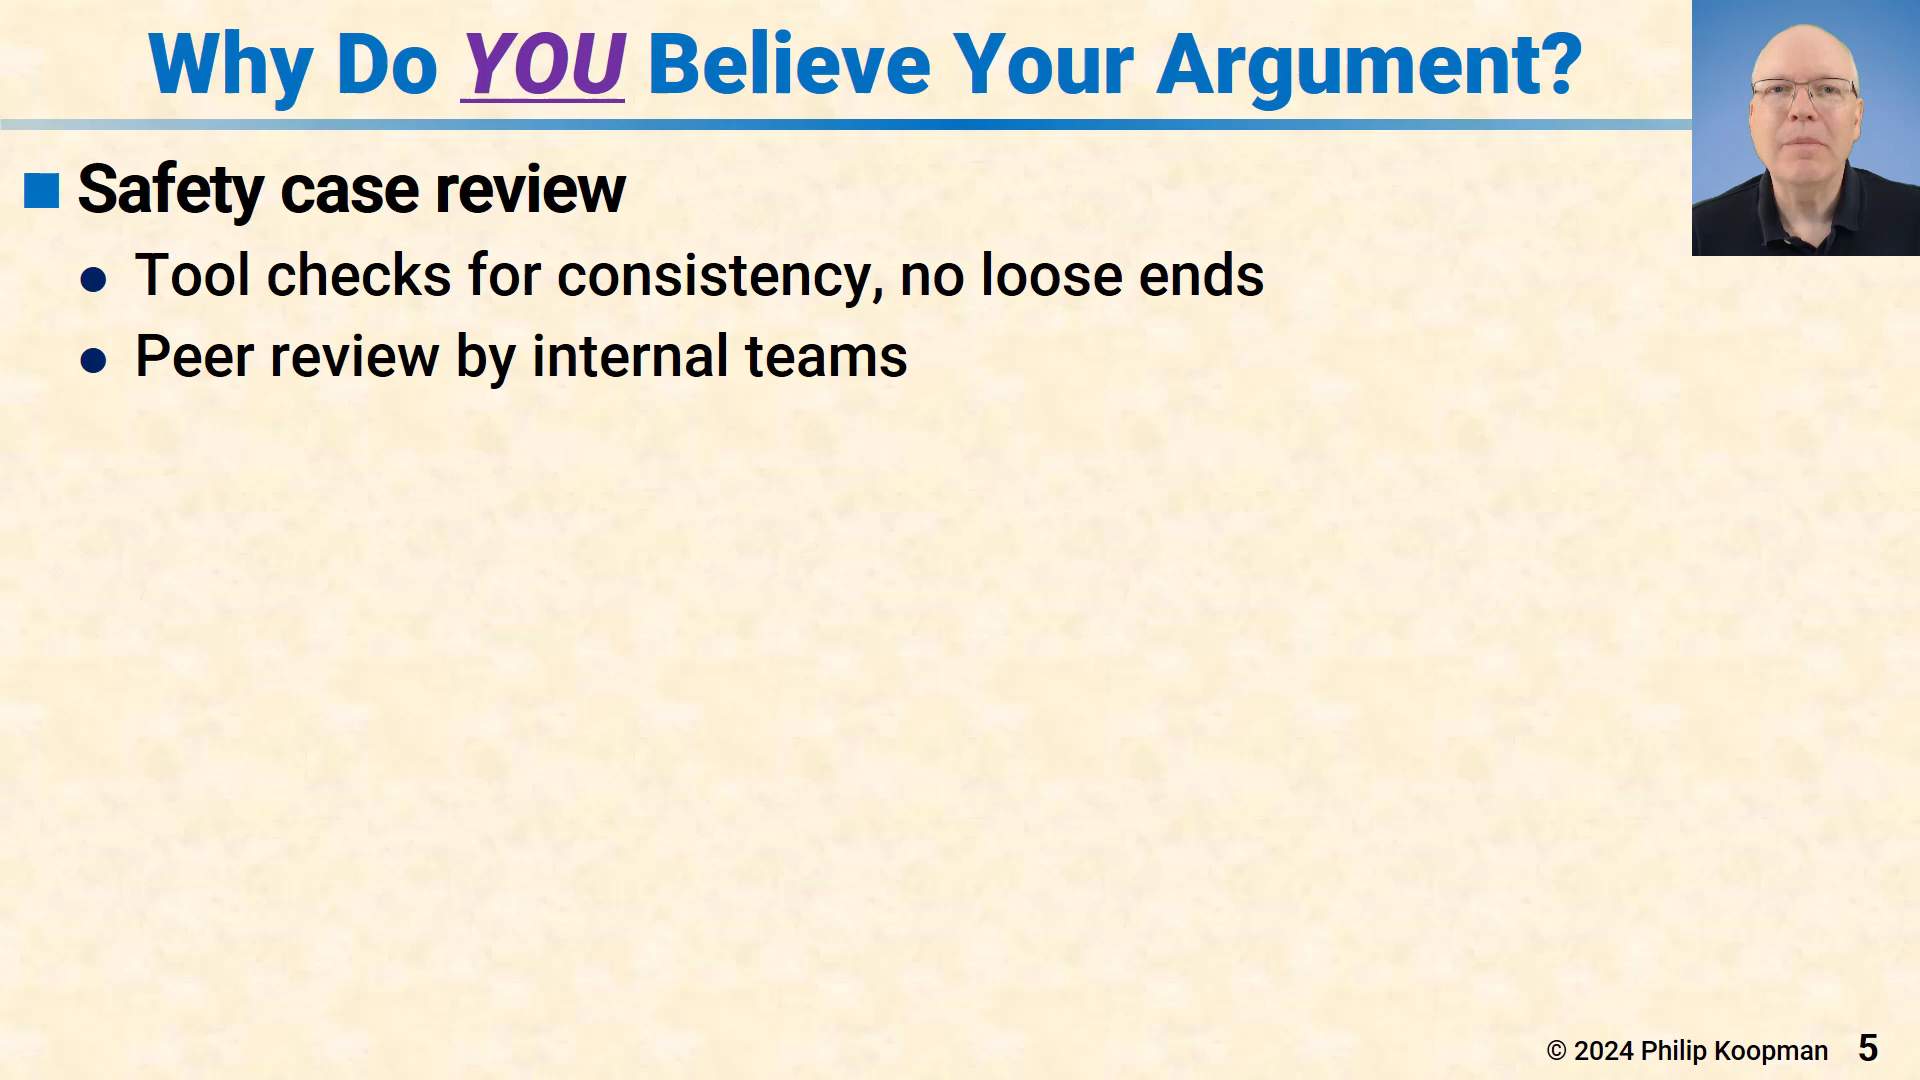 Why Do YOU Believe Your Argument?
Safety case review
Tool checks for consistency, no loose ends
Peer review by internal teams
© 2024 Philip Koopman 5